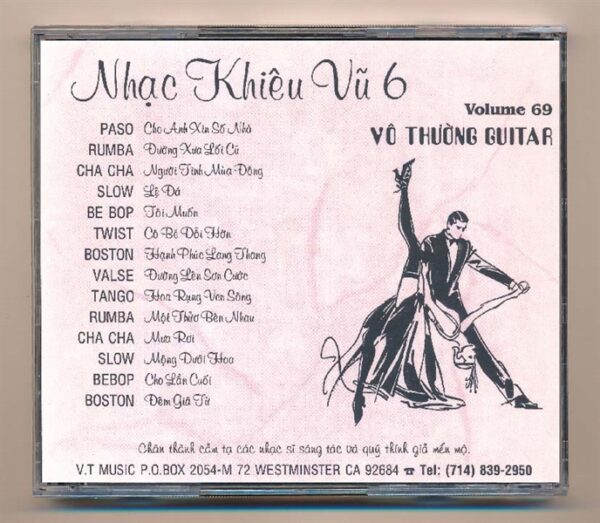 Nhạc Khiêu Vũ 6
Volume 69
VÔ THƯỜNG GUITAR
PASO Cho Anh Xin Số Nhà
RUMBA Đường Xưa Lối Cũ
CHA CHA Người Tình Mùa Đông
SLOW Lệ Đá
BE BOP Tôi Muốn
TWIST Cô Bé Dỗi Hờn
BOSTON Hạnh Phúc Lang Thang
VALSE Đường Lên Sơn Cước
TANGO Hoa Rụng Ven Sông
RUMBA Một Thuở Bên Nhau
CHA CHA Mưa Rơi
SLOW Mộng Dưới Hoa
BEBOP Cho Lần Cuối
BOSTON Đêm Giã Từ
Chân thành cảm tạ các nhạc sĩ sáng tác và quý thính giả mến mộ.
V.T MUSIC P.O.BOX 2054-M 72 WESTMINSTER CA 92684 ☎ Tel: (714) 839-2950